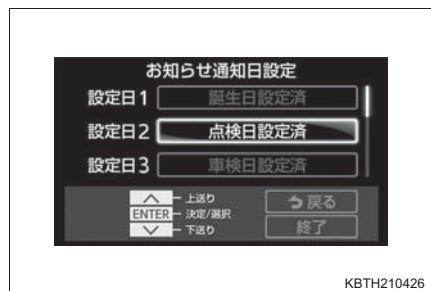 お知らせ通知日設定
設定日1 誕生日設定済
設定日2 点検日設定済
設定日3 車検日設定済
上送り
ENTER 決定/選択
下送り
戻る
終了
KBTH210426